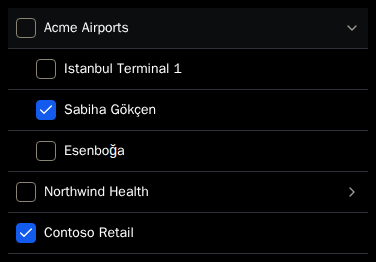 Acme Airports
Istanbul Terminal 1
Sabiha Gökçen
Esenboğa
Northwind Health
Contoso Retail